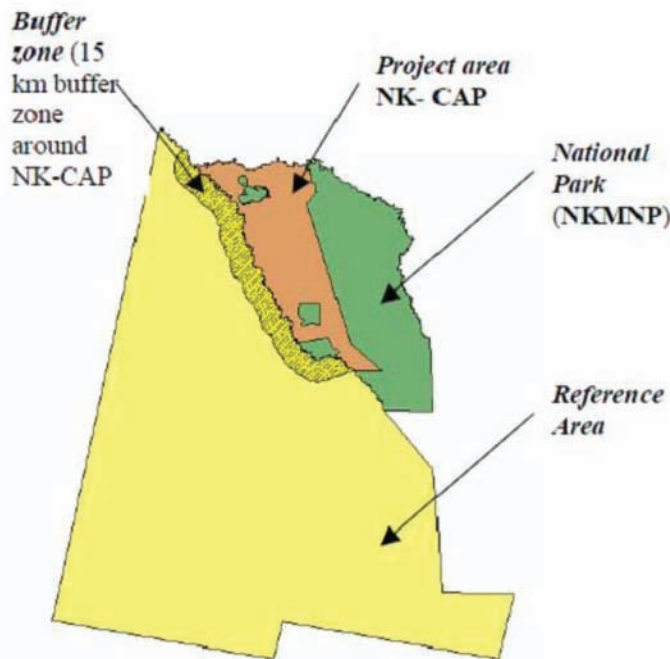 Buffer
zone (15
km buffer
zone
around
NK-CAP
Project area
NK- CAP
National
Park
(NKMNP)
Reference
Area